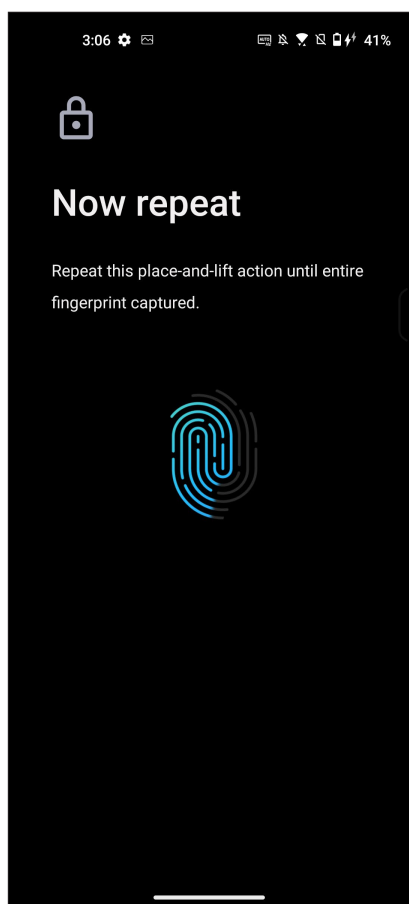 3:06 41%
Now repeat
Repeat this place-and-lift action until entire
fingerprint captured.